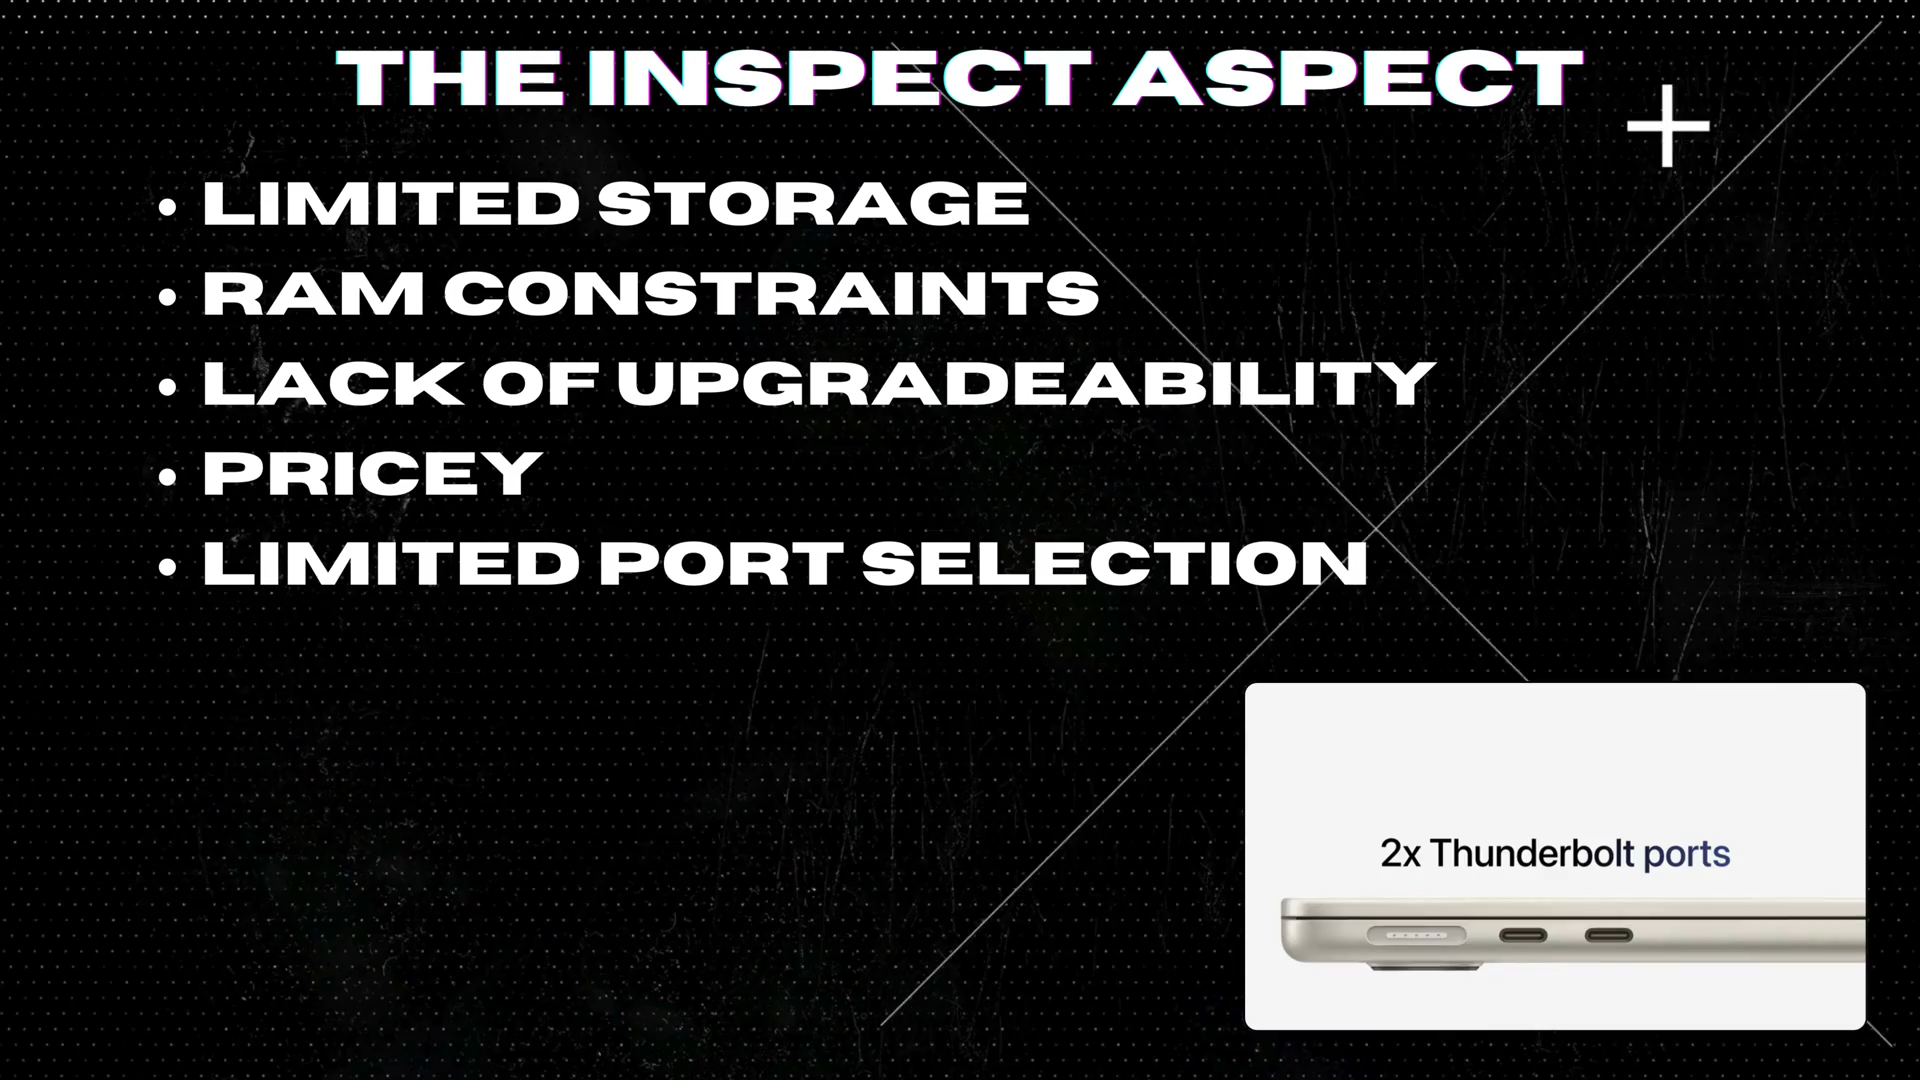 THE INSPECT ASPECT
• LIMITED STORAGE
• RAM CONSTRAINTS
• LACK OF UPGRADEABILITY
• PRICEY
• LIMITED PORT SELECTION
2x Thunderbolt ports